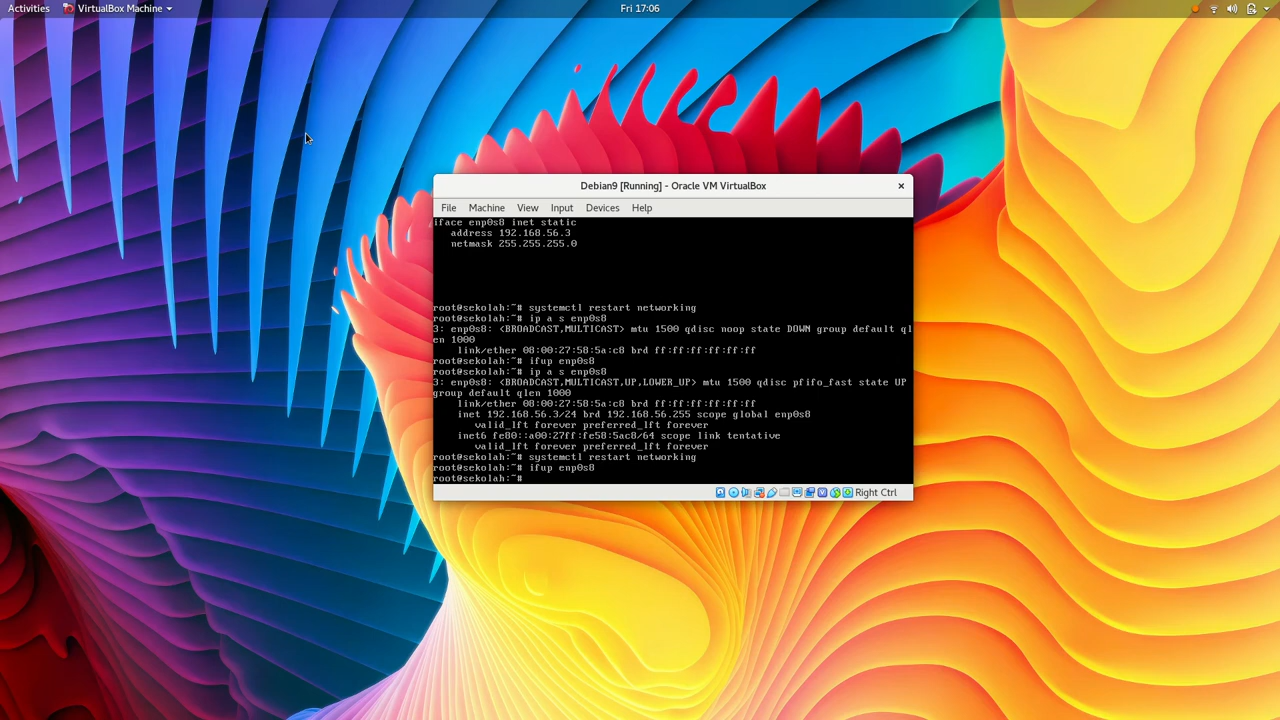 Activities VirtualBox Machine Fri 17:06
Debian9 [Running] - Oracle VM VirtualBox
File Machine View Input Devices Help
iface enp0s8 inet static
address 192.168.56.3
netmask 255.255.255.0
root@sekolah:~# systemctl restart networking
root@sekolah:~# ip a s enp0s8
3: enp0s8: <BROADCAST,MULTICAST> mtu 1500 qdisc noop state DOWN group default ql
en 1000
link/ether 08:00:27:58:5a:c8 brd ff:ff:ff:ff:ff:ff
root@sekolah:~# ifup enp0s8
root@sekolah:~# ip a s enp0s8
3: enp0s8: <BROADCAST,MULTICAST,UP,LOWER_UP> mtu 1500 qdisc pfifo_fast state UP
group default qlen 1000
link/ether 08:00:27:58:5a:c8 brd ff:ff:ff:ff:ff:ff
inet 192.168.56.3/24 brd 192.168.56.255 scope global enp0s8
valid_lft forever preferred_lft forever
inet6 fe80::a00:27ff:fe58:5ac8/64 scope link tentative
valid_lft forever preferred_lft forever
root@sekolah:~# systemctl restart networking
root@sekolah:~# ifup enp0s8
root@sekolah:~#
Right Ctrl